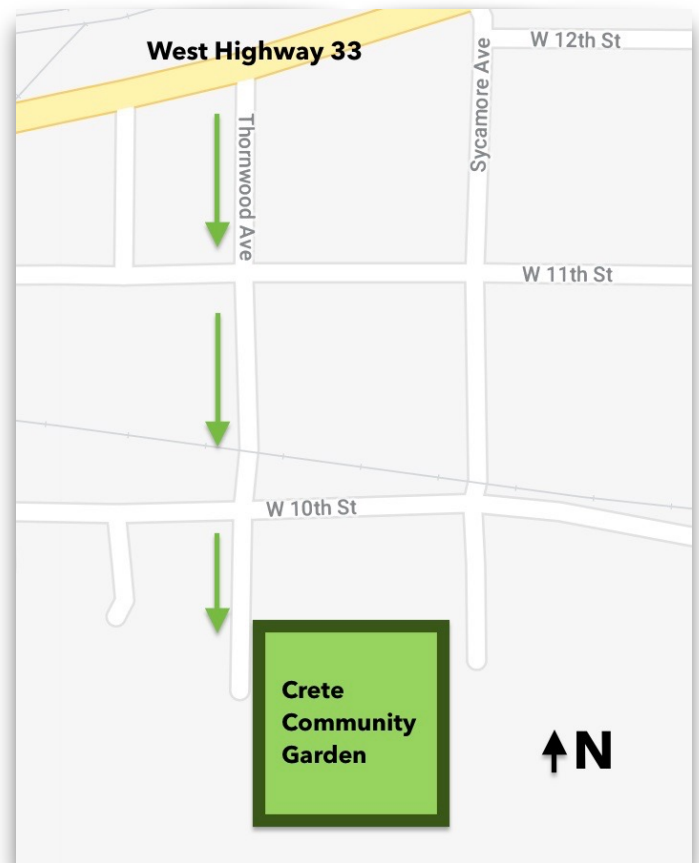 West Highway 33
W 12th St
Sycamore Ave
Thornwood Ave
W 11th St
W 10th St
Crete
Community
Garden
N